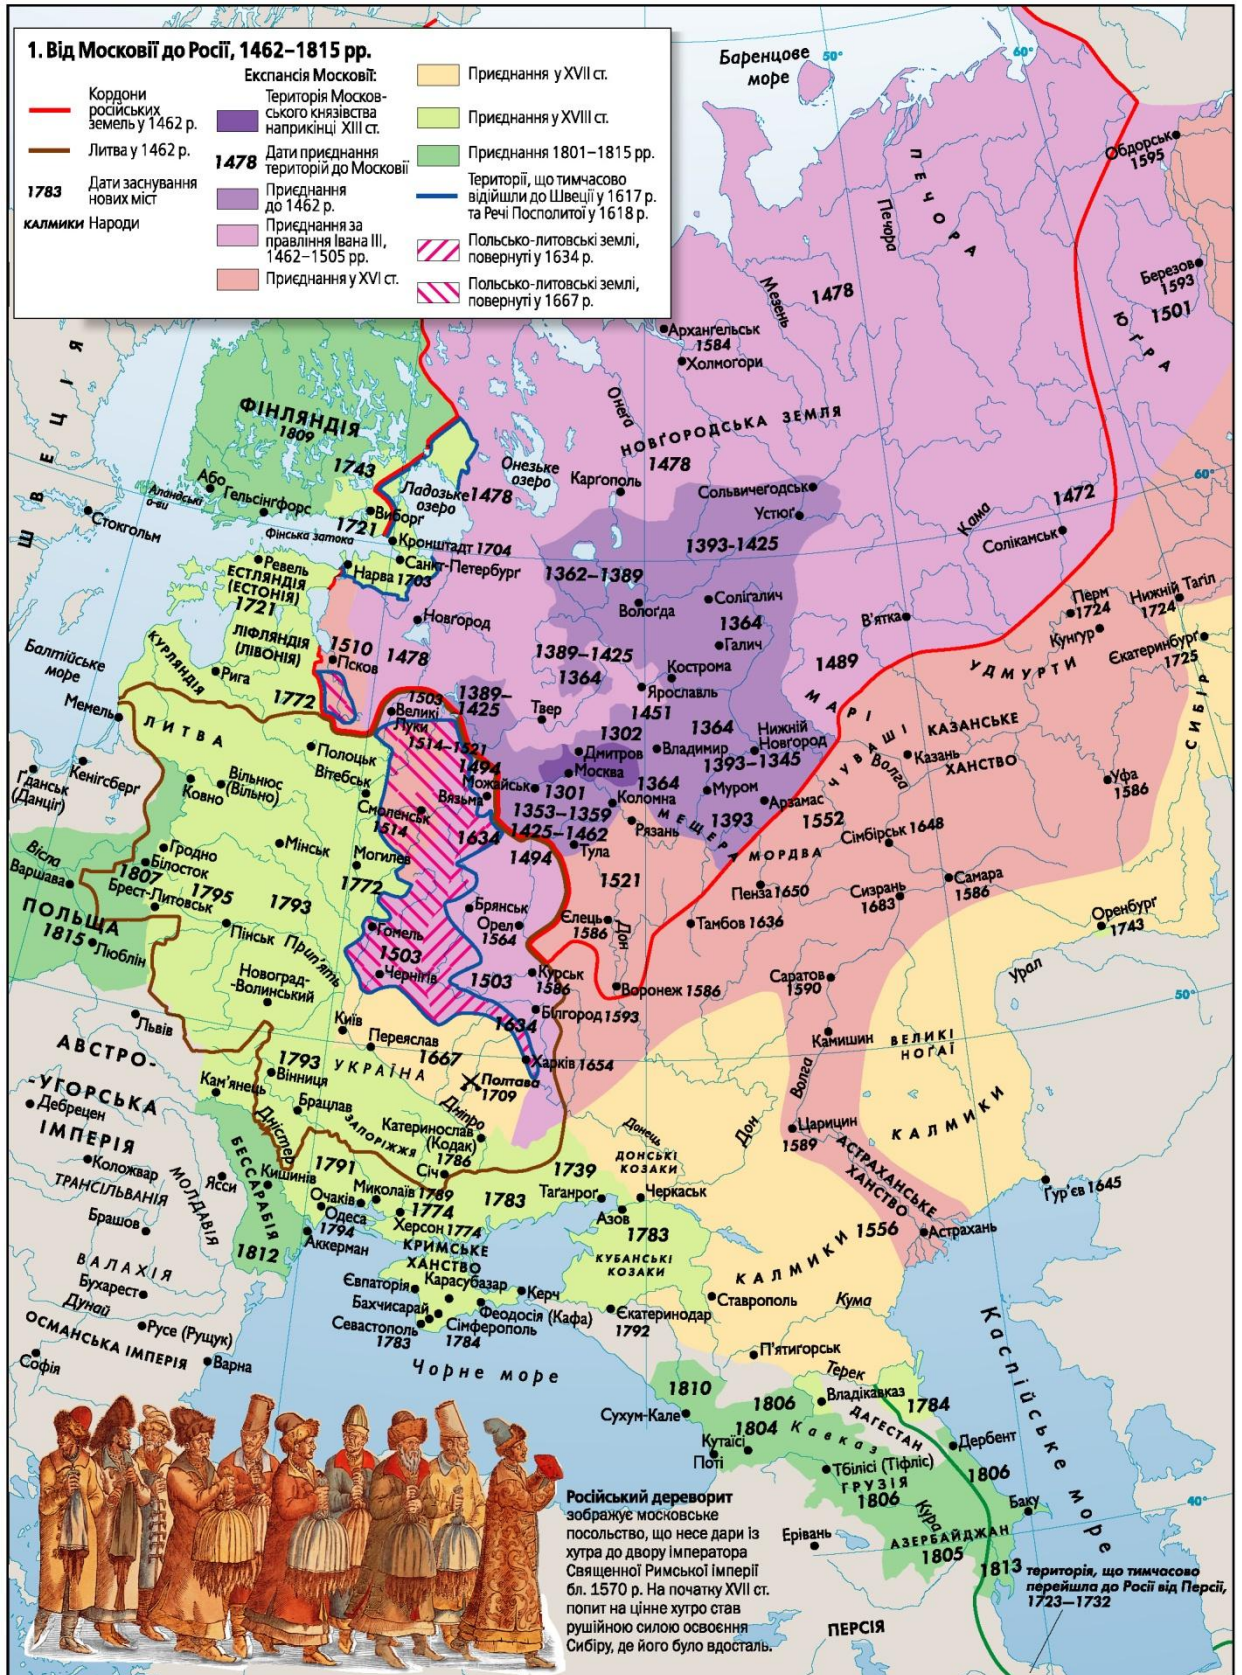 1. Від Московії до Росії, 1462–1815 рр.
Кордони
російських
земель у 1462 р.
Литва у 1462 р.
1783
Дати заснування
нових міст
КАЛМИКИ Народи
Експансія Московії:
Територія Москов-
ського князівства
наприкінці XIII ст.
1478 Дати приєднання
територій до Московії
Приєднання
до 1462 р.
Приєднання за
правління Івана III,
1462–1505 рр.
Приєднання у XVI ст.
Приєднання у XVII ст.
Приєднання у XVIII ст.
Приєднання 1801–1815 рр.
Території, що тимчасово
відійшли до Швеції у 1617 р.
та Речі Посполитої у 1618 р.
Польсько-литовські землі,
повернуті у 1634 р.
Польсько-литовські землі,
повернуті у 1667 р.
Баренцове
море
50°
60°
Обдорськ
1595
ПЕЧОРА
Печора
Березов
1593
1501
ЮГРА
Мезень
1478
Архангельськ
1584
Холмогори
ШВЕЦІЯ
ФІНЛЯНДІЯ
1809
Онега
НОВГОРОДСЬКА ЗЕМЛЯ
1478
1743
Онезьке
озеро
Каргополь
Або
Гельсінгфорс
Ладозьке
озеро
1478
Сольвичегодськ
60°
Аландські
о-ви
Виборг
1721
Устюг
1472
Кама
Стокгольм
Фінська затока
Кронштадт 1704
1393-1425
Солікамськ
Ревель
Санкт-Петербург
Нарва 1703
ЕСТЛЯНДІЯ
(ЕСТОНІЯ)
1721
1362–1389
Вологда
Солігалич
1364
Галич
В'ятка
Перм
1724
Нижній Тагіл
1724
Кунгур
Єкатеринбург
1725
Новгород
КУРЛЯНДІЯ
ЛІФЛЯНДІЯ
(ЛІВОНІЯ)
1510
Псков
1478
1389–1425
1364
Кострома
1489
УДМУРТИ
Балтійське
море
Рига
Ярославль
МАРІ
1772
1503
1389–
1425
Твер
1451
СИБІР
Мемель
ЛИТВА
Великі
Луки
1514–1521
1302
1364
Нижній
Новгород
ЧУВАШІ
КАЗАНСЬКЕ
ХАНСТВО
Полоцьк
1494
Дмитров
Владимир
1393–1345
Казань
Кенігсберг
Вітебськ
Москва
Волга
Гданськ
(Данціг)
Вільнюс
(Вільно)
Ковно
Можайськ
1301
1364
Муром
Уфа
1586
Вязьма
Коломна
Арзамас
Смоленськ
1514
1353–1359
1393
1552
МЕЩЕРА
1634
1425–1462
Рязань
Сімбірськ 1648
Гродно
Мінськ
1494
Тула
МОРДВА
Вісла
Білосток
Могилев
1807
Варшава
1795
1772
1521
Пенза 1650
Самара
1586
Брест-Литовськ
1793
Сизрань
1683
Брянськ
Єлець
1586
ПОЛЬЩА
1815
Орел
1564
Дон
Тамбов 1636
Оренбург
1743
Люблін
Пінськ
Прип'ять
Гомель
1503
Чернігів
1503
Курськ
1586
Новоград-
-Волинський
Саратов
1590
Урал
Воронеж 1586
50°
Львів
Київ
1634
Білгород 1593
Камишин
ВЕЛИКІ
НОГАЇ
Переяслав
АВСТРО-
-УГОРСЬКА
ІМПЕРІЯ
1793
Вінниця
УКРАЇНА
1667
Харків 1654
Волга
Кам'янець
Полтава
1709
КАЛМИКИ
Дебрецен
Брацлав
Дніпро
Донець
Дон
Царицин
1589
Дністер
ЗАПОРІЖЖЯ
Катеринослав
(Кодак)
1786
ДОНСЬКІ
КОЗАКИ
АСТРАХАНСЬКЕ
ХАНСТВО
Коложвар
БЕССАРАБІЯ
1791
Січ
1739
ТРАНСІЛЬВАНІЯ
МОЛДАВІЯ
Ясси
Кишинів
Миколаїв 1789
1783
Таганрог
Черкаськ
Гур'єв 1645
Очаків
1774
Азов
Брашов
Одеса
1794
Херсон 1774
1783
1556
Астрахань
1812
Аккерман
КРИМСЬКЕ
ХАНСТВО
КУБАНСЬКІ
КОЗАКИ
КАЛМИКИ
ВАЛАХІЯ
Карасубазар
Бухарест
Євпаторія
Керч
Ставрополь
Кума
Дунай
Бахчисарай
Феодосія (Кафа)
Єкатеринодар
1792
ОСМАНСЬКА ІМПЕРІЯ
Русе (Рущук)
Севастополь
1783
Сімферополь
1784
Софія
Варна
Чорне море
П'ятигорськ
Каспійське море
Терек
1810
1806
Владікавказ
1784
Сухум-Кале
1804
Кавказ
ДАГЕСТАН
Дербент
Кутаїсі
Поті
Тбілісі (Тіфліс)
ГРУЗІЯ
1806
1806
Кура
Баку
40°
Ерівань
АЗЕРБАЙДЖАН
1805
1813
територія, що тимчасово
перейшла до Росії від Персії,
1723–1732
ПЕРСІЯ
Російський дереворит
зображує московське
посольство, що несе дари із
хутра до двору імператора
Священної Римської імперії
бл. 1570 р. На початку XVII ст.
попит на цінне хутро став
рушійною силою освоєння
Сибіру, де його було вдосталь.